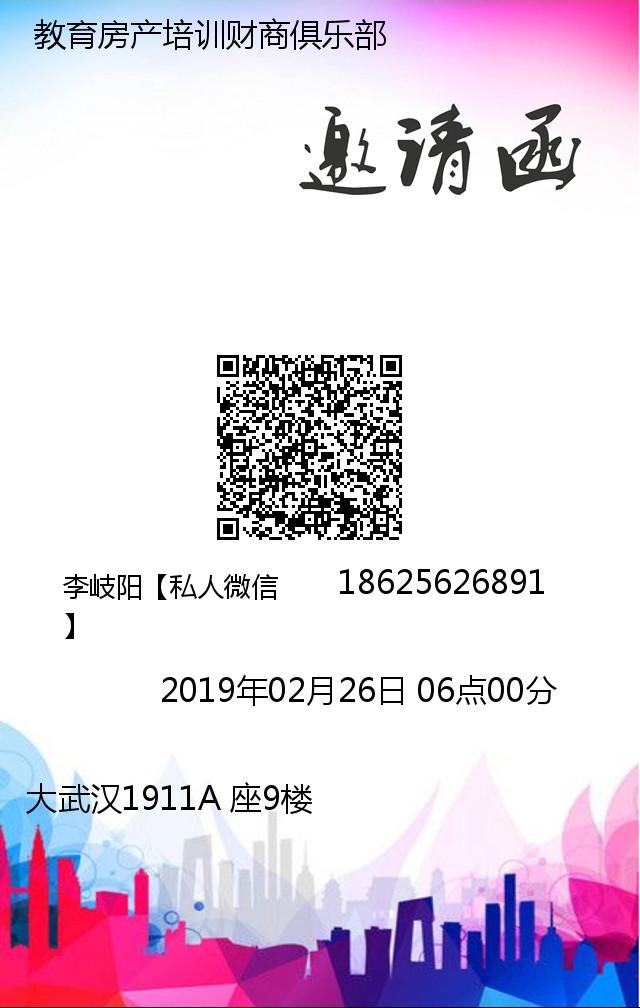 教育房产培训财商俱乐部
邀请函
李岐阳【私人微信
】
18625626891
2019年02月26日 06点00分
大武汉1911A 座9楼